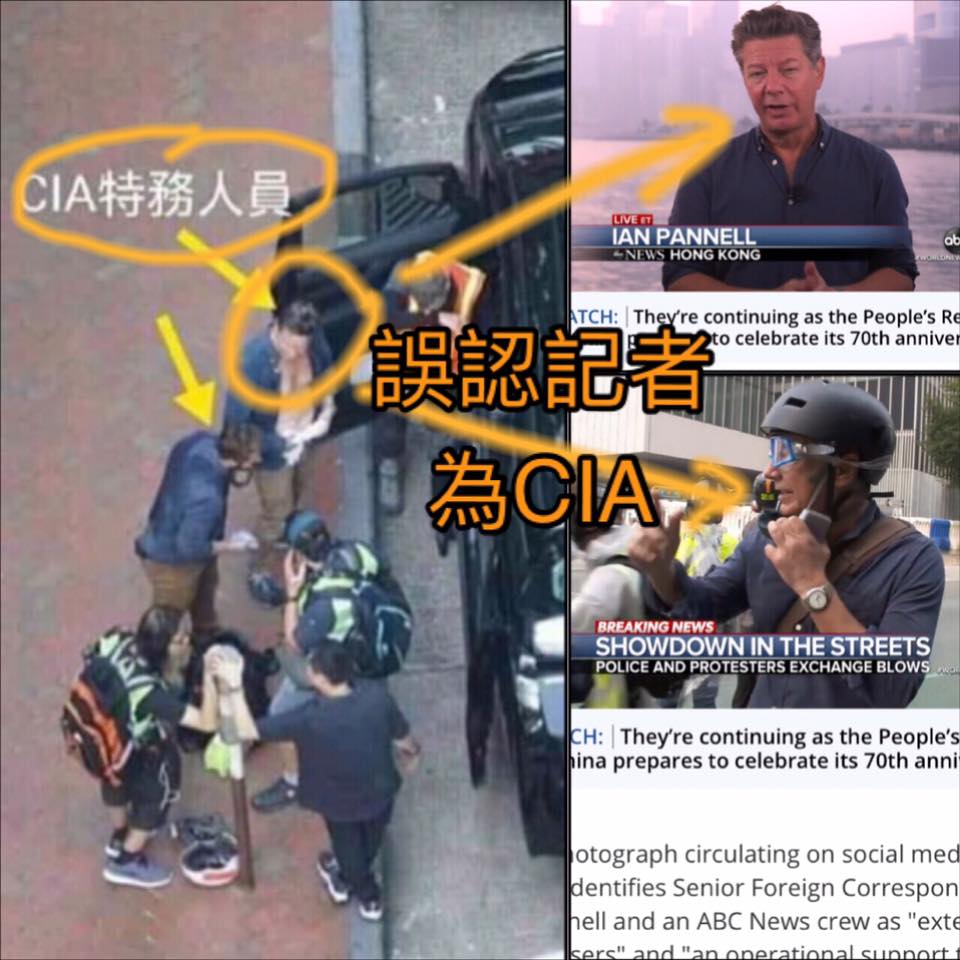 CIA特務人員
誤認記者
為CIA
LIVE ET
IAN PANNELL
abc NEWS HONG KONG
ATCH: They're continuing as the People's Re
to celebrate its 70th anniver
BREAKING NEWS
SHOWDOWN IN THE STREETS
POLICE AND PROTESTERS EXCHANGE BLOWS
CH: They're continuing as the People's
ina prepares to celebrate its 70th anni
otograph circulating on social med
dentifies Senior Foreign Correspon
nell and an ABC News crew as "exte
sers" and "an operational support t